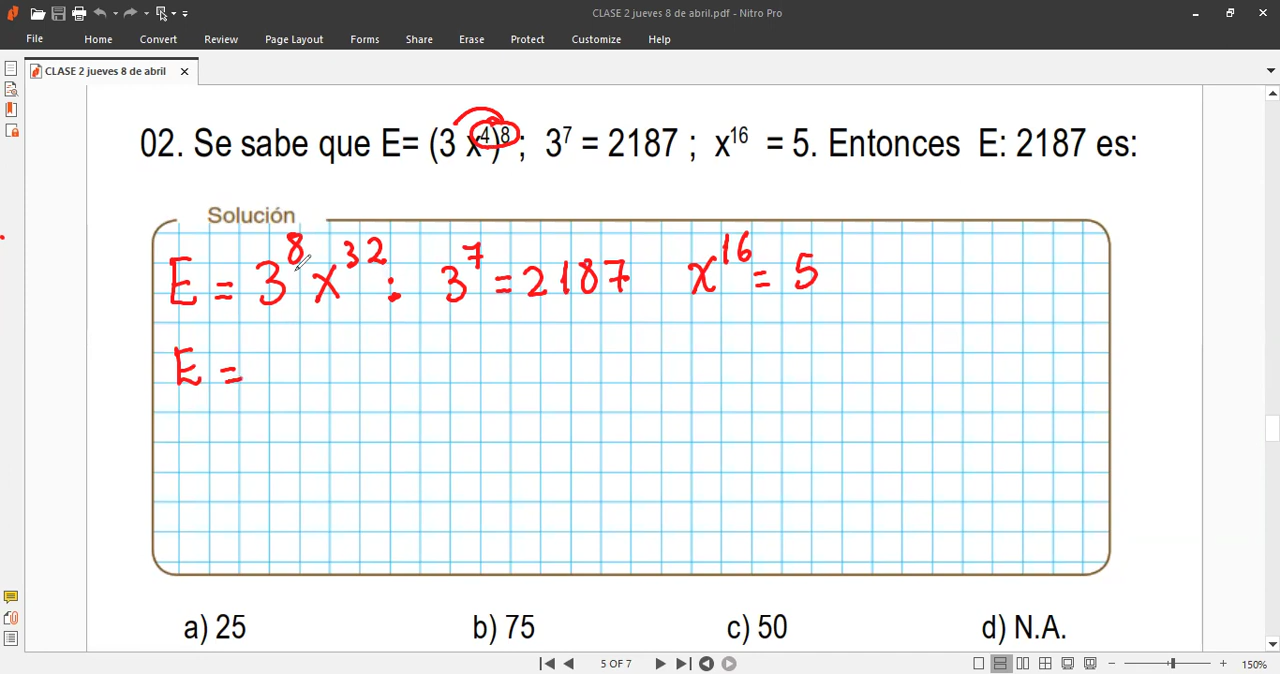 CLASE 2 jueves 8 de abril.pdf - Nitro Pro
File Home Convert Review Page Layout Forms Share Erase Protect Customize Help
CLASE 2 jueves 8 de abril
02. Se sabe que E= (3 x⁴)⁸ ; 3⁷ = 2187 ; x¹⁶ = 5. Entonces E: 2187 es:
Solución
E = 3⁸ x³² : 3⁷ = 2187 x¹⁶ = 5
E =
a) 25 b) 75 c) 50 d) N.A.
5 OF 7 150%